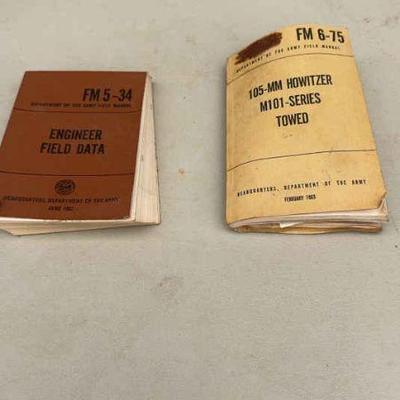 FM 5-34
DEPARTMENT OF THE ARMY FIELD MANUAL
ENGINEER
FIELD DATA
HEADQUARTERS, DEPARTMENT OF THE ARMY
JUNE
FM 6-75
DEPARTMENT OF THE ARMY FIELD MANUAL
105-MM HOWITZER
M101-SERIES
TOWED
HEADQUARTERS, DEPARTMENT OF THE ARMY
FEBRUARY 1963